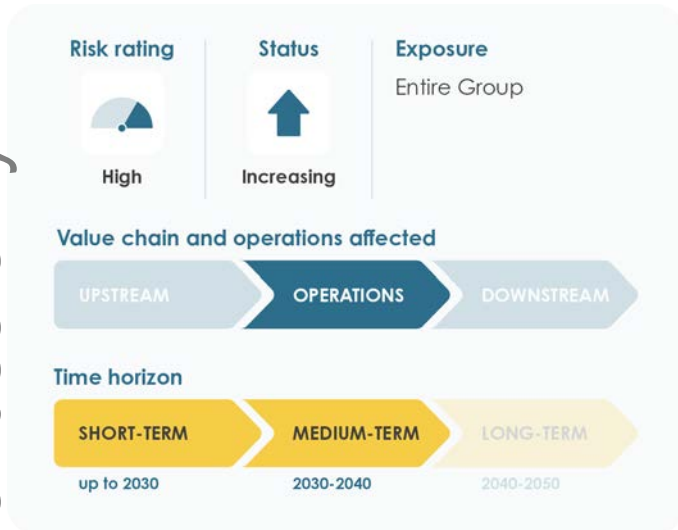 Risk rating
Status
Exposure
Entire Group
High
Increasing
Value chain and operations affected
UPSTREAM
OPERATIONS
DOWNSTREAM
Time horizon
SHORT-TERM
MEDIUM-TERM
LONG-TERM
up to 2030
2030-2040
2040-2050